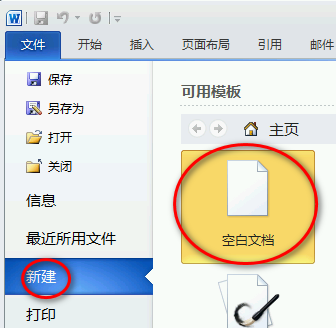 文件 开始 插入 页面布局 引用 邮件
保存
另存为
打开
关闭
信息
最近所用文件
新建
打印
可用模板
主页
空白文档